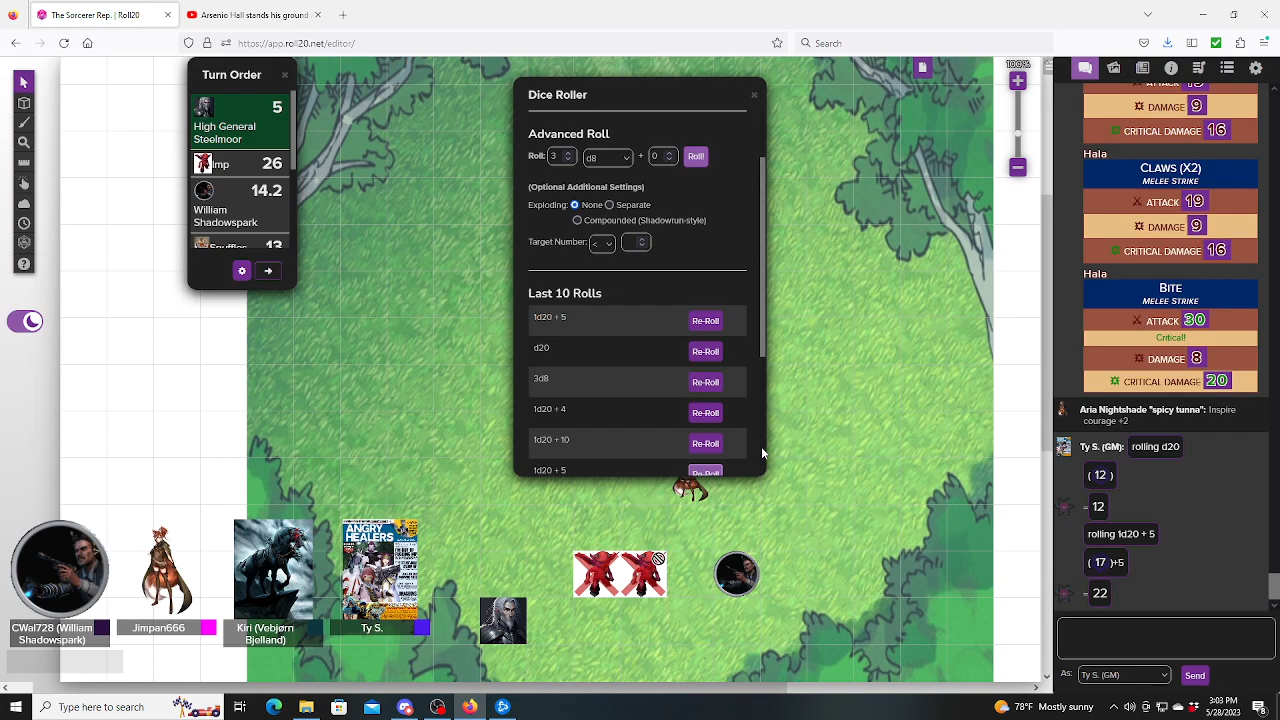 The Sorcerer Rep. | Roll20
Arsenio Hall stands his ground
https://app.roll20.net/editor/
Search
100%
Turn Order
5
High General
Steelmoor
Imp
26
14.2
William
Shadowspark
13
Dice Roller
Advanced Roll
Roll: 3 d8 + 0 Roll!
(Optional Additional Settings)
Exploding: None Separate
Compounded (Shadowrun-style)
Target Number: <
Last 10 Rolls
1d20 + 5 Re-Roll
d20 Re-Roll
3d8 Re-Roll
1d20 + 4 Re-Roll
1d20 + 10 Re-Roll
1d20 + 5 Re-Roll
DAMAGE 9
CRITICAL DAMAGE 16
Hala
CLAWS (X2)
MELEE STRIKE
ATTACK 19
DAMAGE 9
CRITICAL DAMAGE 16
Hala
BITE
MELEE STRIKE
ATTACK 30
Critical!
DAMAGE 8
CRITICAL DAMAGE 20
Aria Nightshade "spicy tunna": Inspire
courage +2
Ty S. (GM): rolling d20
( 12 )
= 12
rolling 1d20 + 5
( 17 )+5
= 22
As: Ty S. (GM) Send
ANGRY
HEALERS
CWal728 (William
Shadowspark)
Jimpan666
Kiri (Vebjørn
Bjelland)
Ty S.
Type here to search
78°
3:03 PM
5/28/2023